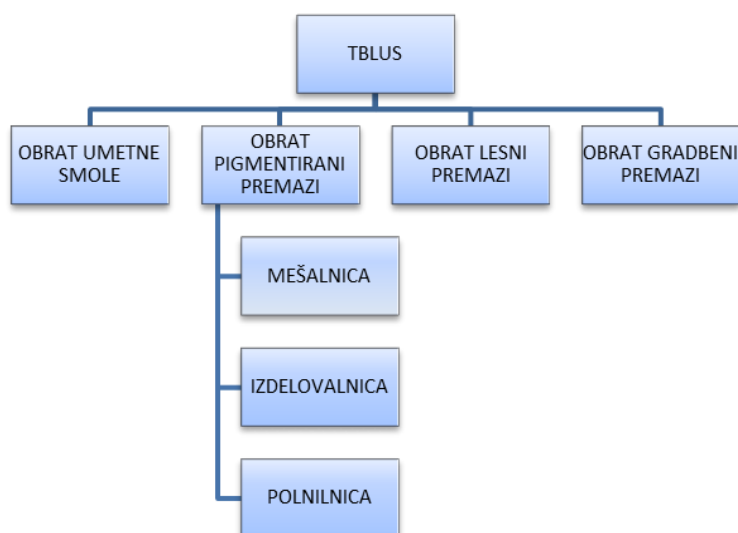 TBLUS
OBRAT UMETNE
SMOLE
OBRAT
PIGMENTIRANI
PREMAZI
OBRAT LESNI
PREMAZI
OBRAT GRADBENI
PREMAZI
MEŠALNICA
IZDELOVALNICA
POLNILNICA